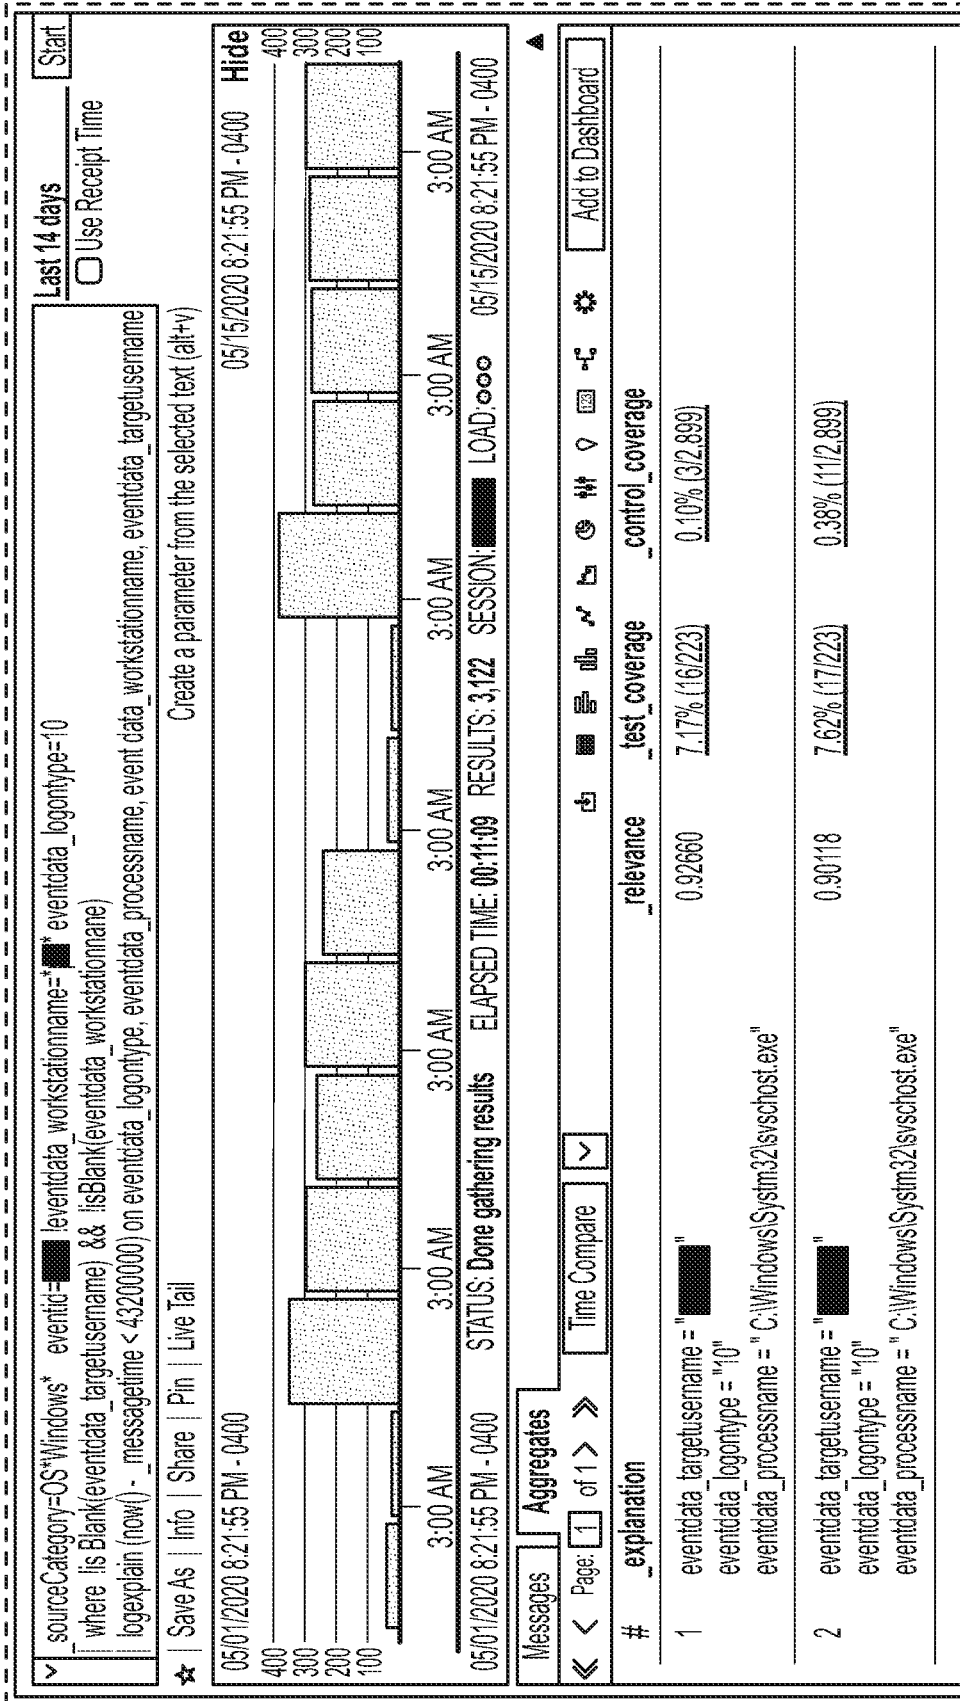 _sourceCategory=OS*Windows* eventid= !eventdata_workstationname=* * eventdata_logontype=10
where !is Blank(eventdata_targetusername) && !isBlank(eventdata_workstationnane)
logexplain (now() - _messagetime < 43200000) on eventdata_logontype, eventdata_processname, event data_workstationname, eventdata_targetusername
Last 14 days
Start
Use Receipt Time
Save As | Info | Share | Pin | Live Tail
Create a parameter from the selected text (alt+v)
05/01/2020 8:21:55 PM - 0400
05/15/2020 8:21:55 PM - 0400
Hide
400 400
300 300
200 200
100 100
3:00 AM 3:00 AM 3:00 AM 3:00 AM 3:00 AM 3:00 AM 3:00 AM
05/01/2020 8:21:55 PM - 0400 STATUS: Done gathering results ELAPSED TIME: 00:11:09 RESULTS: 3,122 SESSION: LOAD: 05/15/2020 8:21:55 PM - 0400
Messages Aggregates
Page: 1 of 1 Time Compare 123 Add to Dashboard
# _explanation _relevance _test_coverage _control_coverage
1 eventdata_targetusername = " " 0.92660 7.17% (16/223) 0.10% (3/2,899)
eventdata_logontype = "10"
eventdata_processname = " C:\Windows\Systm32\svschost.exe"
2 eventdata_targetusername = " " 0.90118 7.62% (17/223) 0.38% (11/2,899)
eventdata_logontype = "10"
eventdata_processname = " C:\Windows\Systm32\svschost.exe"